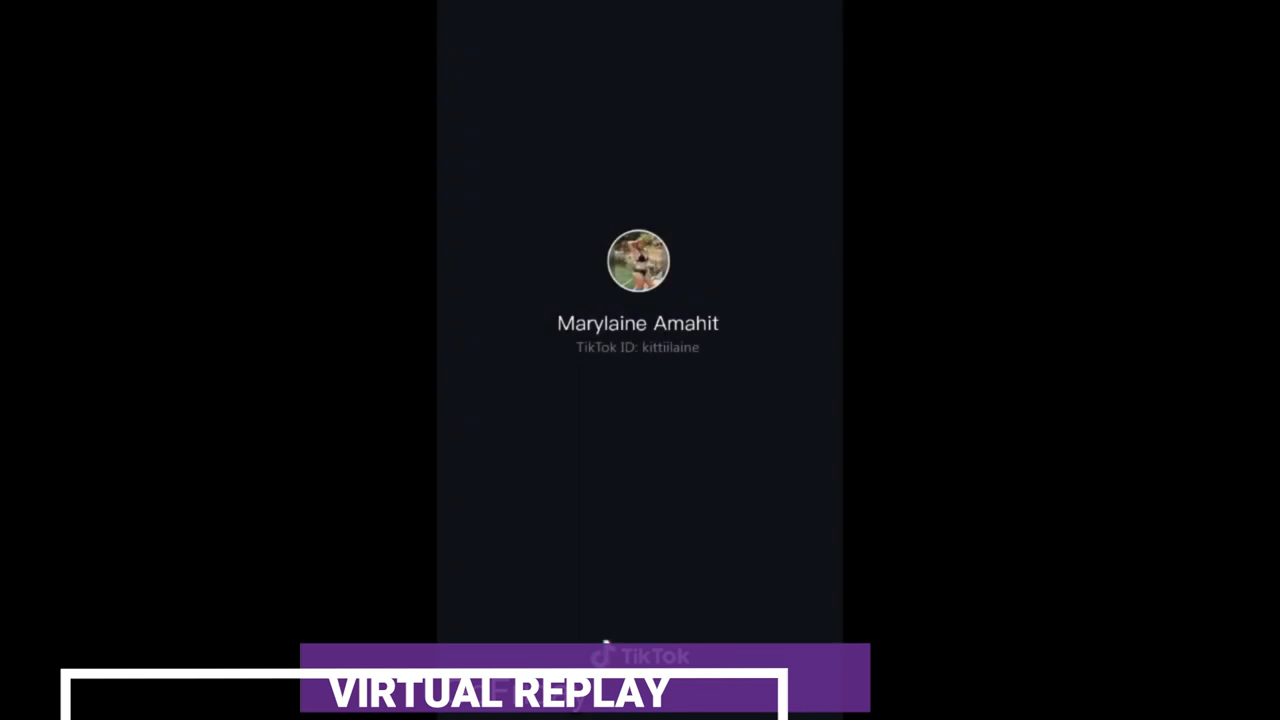 Marylaine Amahit
TikTok ID: kittiilaine
TikTok
VIRTUAL REPLAY